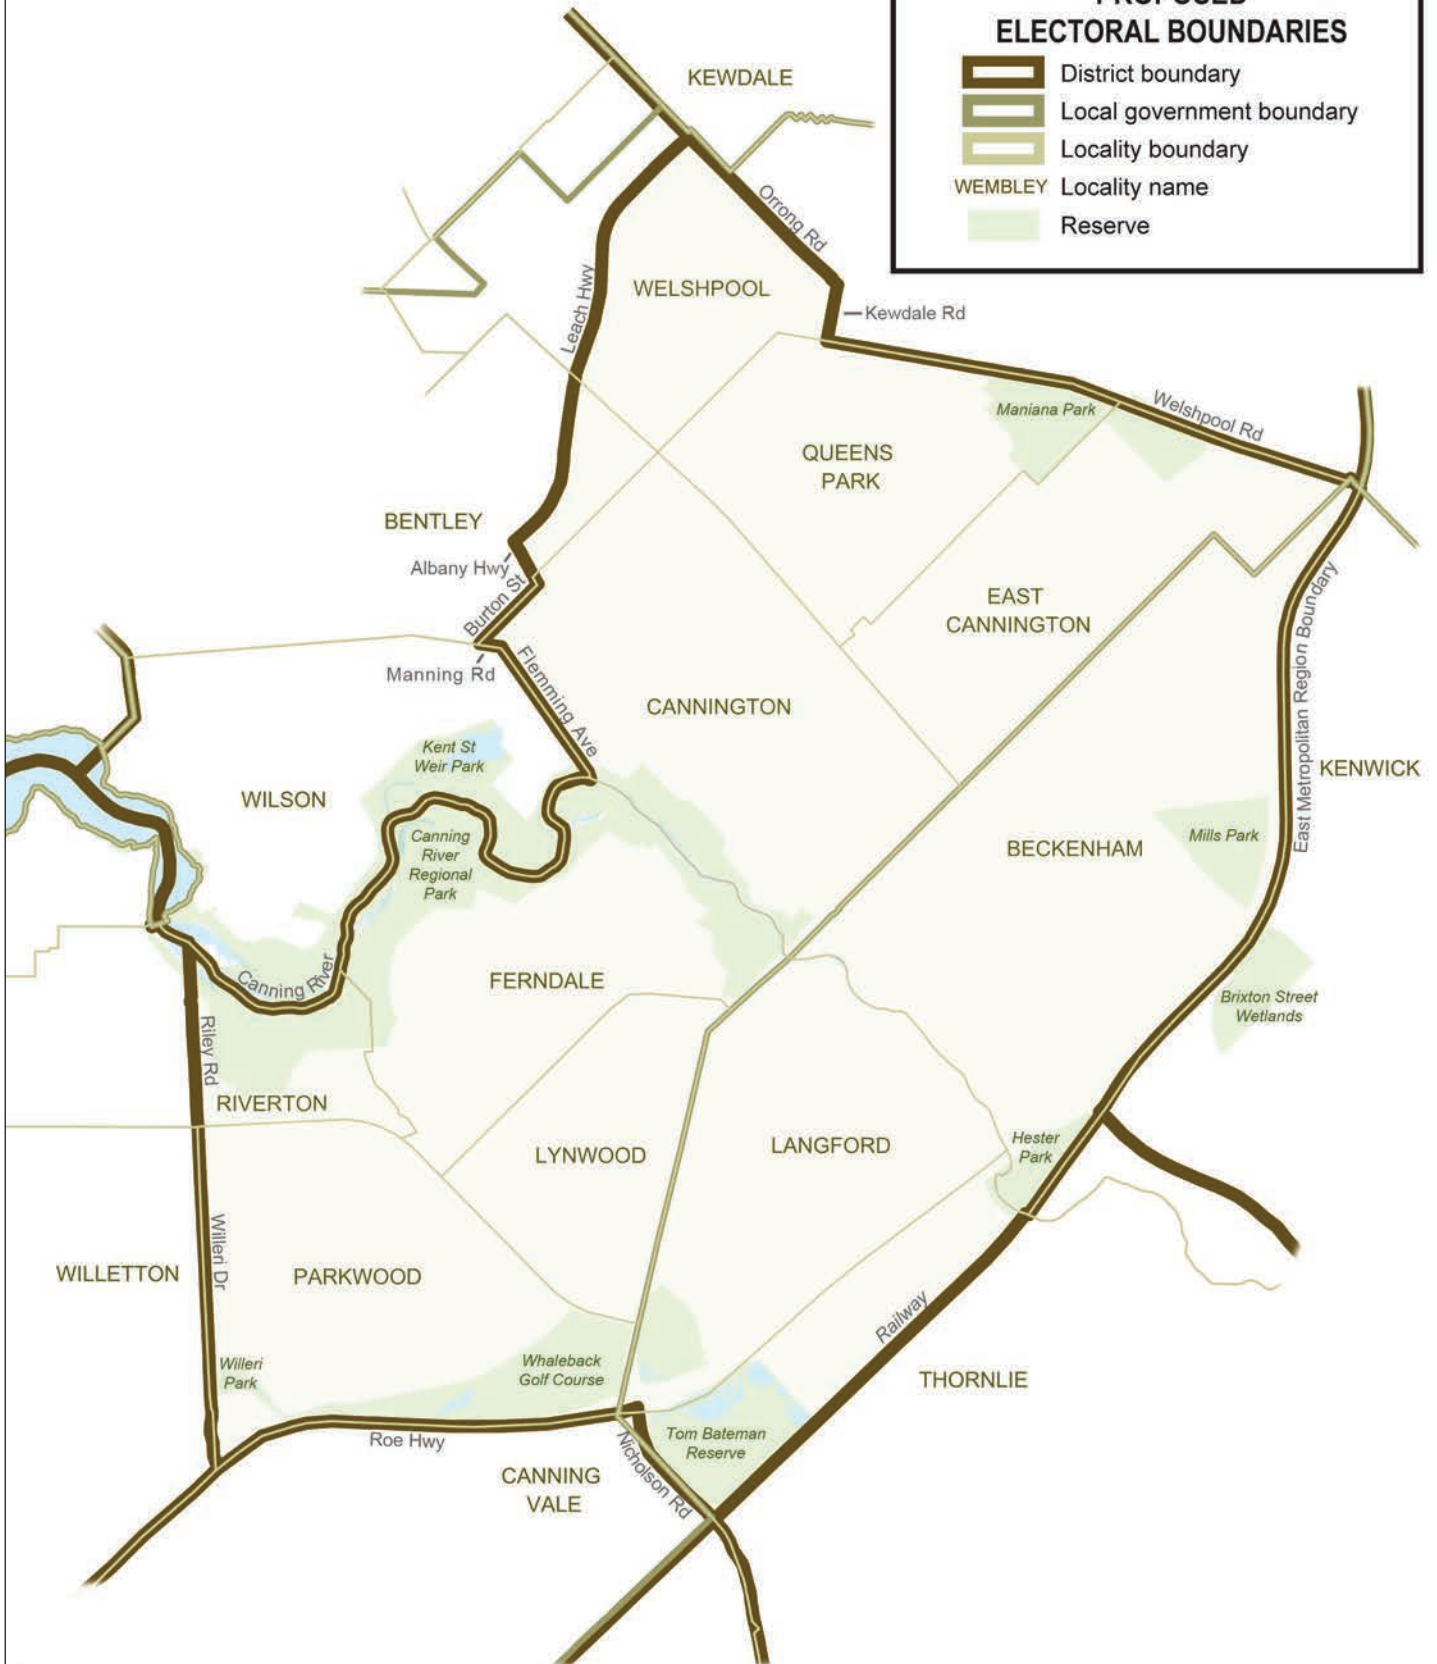 PROPOSED
ELECTORAL BOUNDARIES
District boundary
Local government boundary
Locality boundary
WEMBLEY Locality name
Reserve
KEWDALE
Orrong Rd
Leach Hwy
WELSHPOOL
Kewdale Rd
Maniana Park
Welshpool Rd
QUEENS
PARK
BENTLEY
Albany Hwy
Burton St
EAST
CANNINGTON
East Metropolitan Region Boundary
Manning Rd
Flemming Ave
CANNINGTON
Kent St
Weir Park
KENWICK
WILSON
Canning
River
Regional
Park
Mills Park
BECKENHAM
Canning River
FERNDALE
Brixton Street
Wetlands
Riley Rd
RIVERTON
LYNWOOD
LANGFORD
Hester
Park
WILLETTON
Willeri Dr
PARKWOOD
Railway
Willeri
Park
Whaleback
Golf Course
THORNLIE
Roe Hwy
Tom Bateman
Reserve
Nicholson Rd
CANNING
VALE